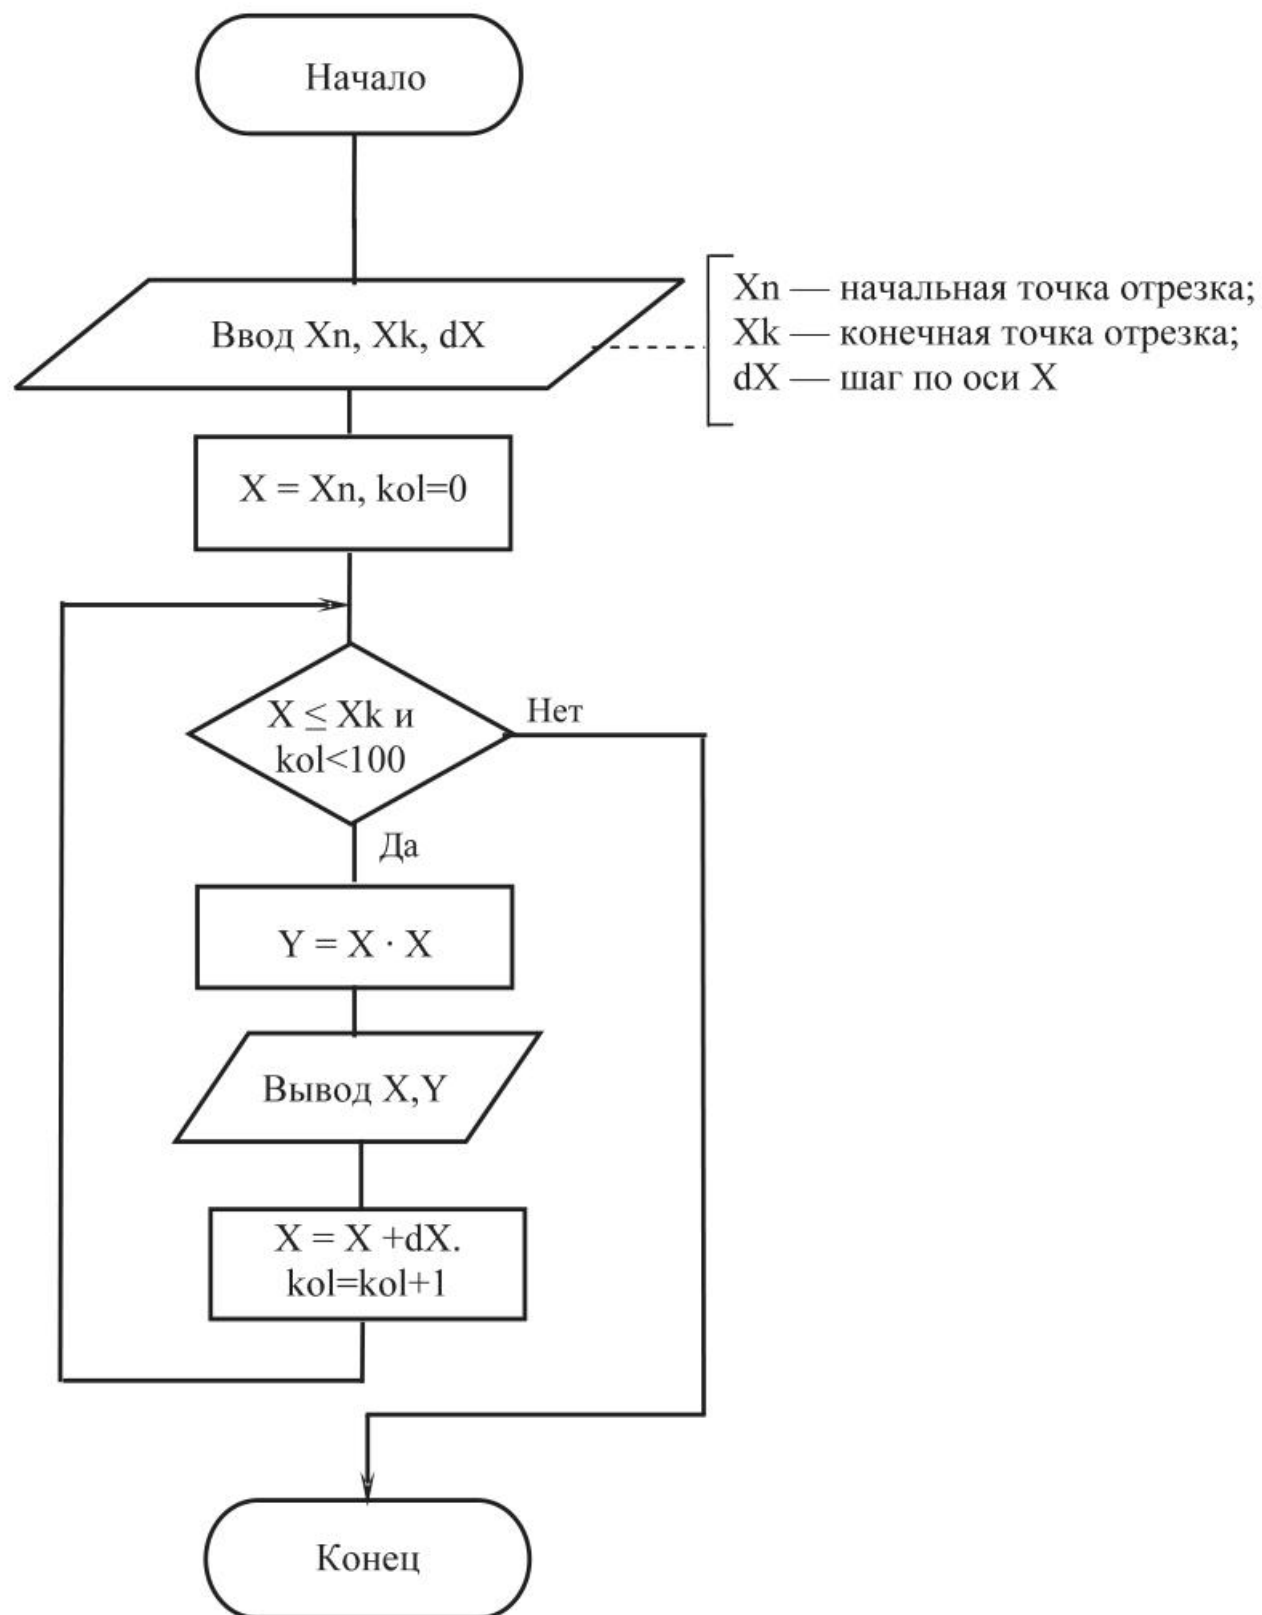 Начало
Ввод Xn, Xk, dX
Xn — начальная точка отрезка;
Xk — конечная точка отрезка;
dX — шаг по оси X
X = Xn, kol=0
X ≤ Xk и
kol<100
Нет
Да
Y = X · X
Вывод X,Y
X = X +dX.
kol=kol+1
Конец